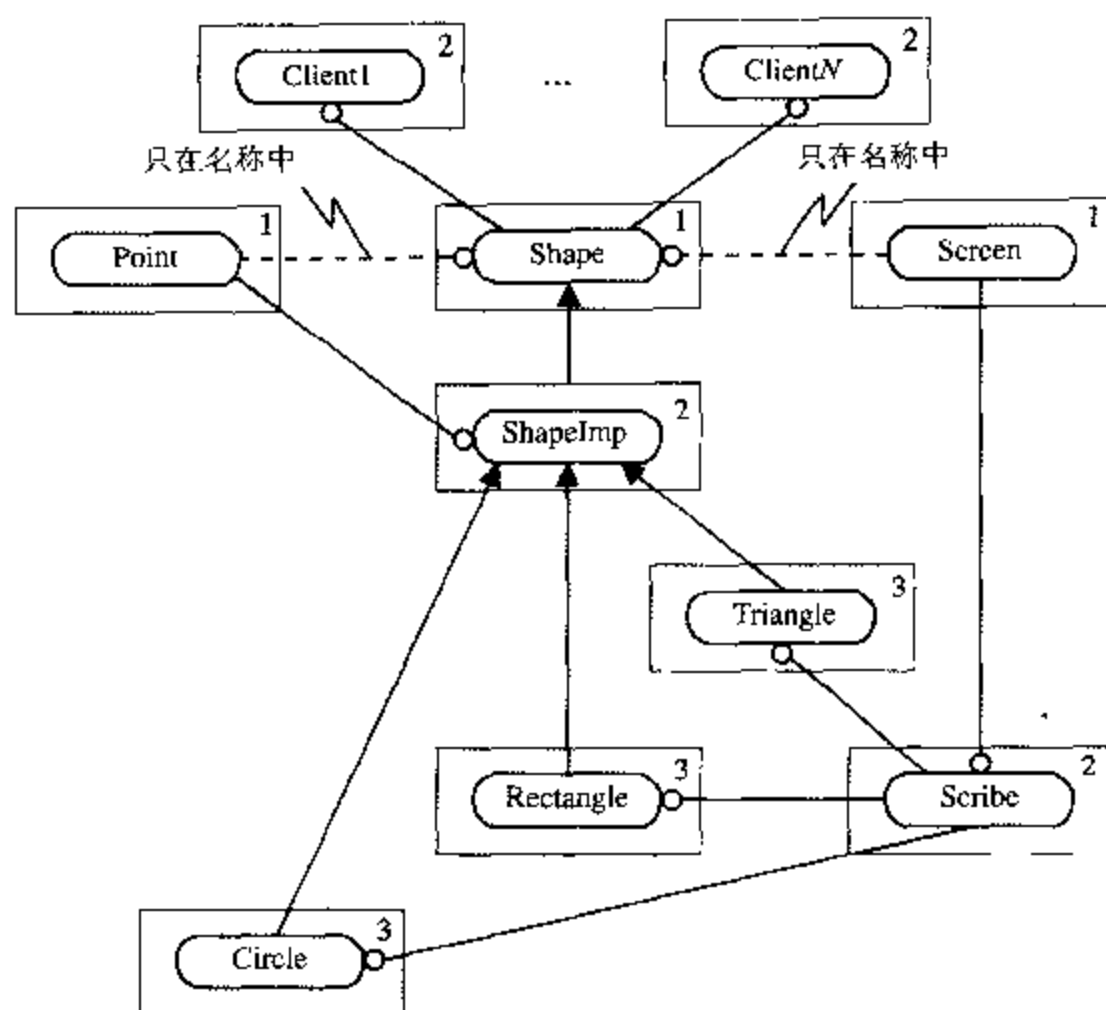 2
2
Client1
...
ClientN
只在名称中
只在名称中
1
1
1
Point
Shape
Screen
2
ShapeImp
3
Triangle
3
2
Rectangle
Scribe
3
Circle